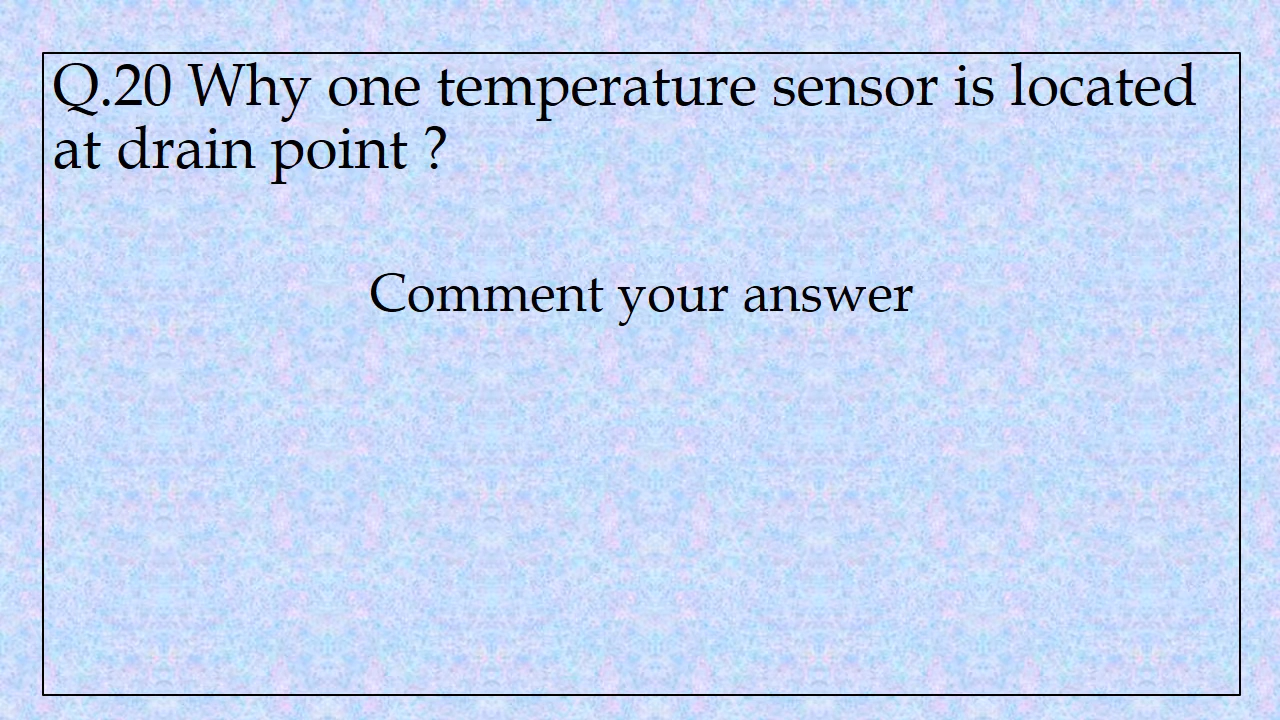 Q.20 Why one temperature sensor is located
at drain point ?
Comment your answer